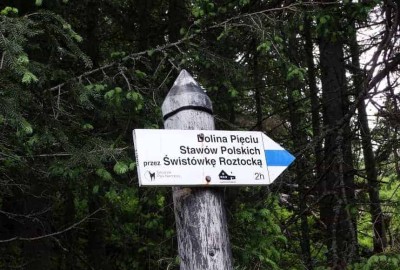 Dolina Pięciu
Stawów Polskich
przez Świstówkę Roztocką
2h